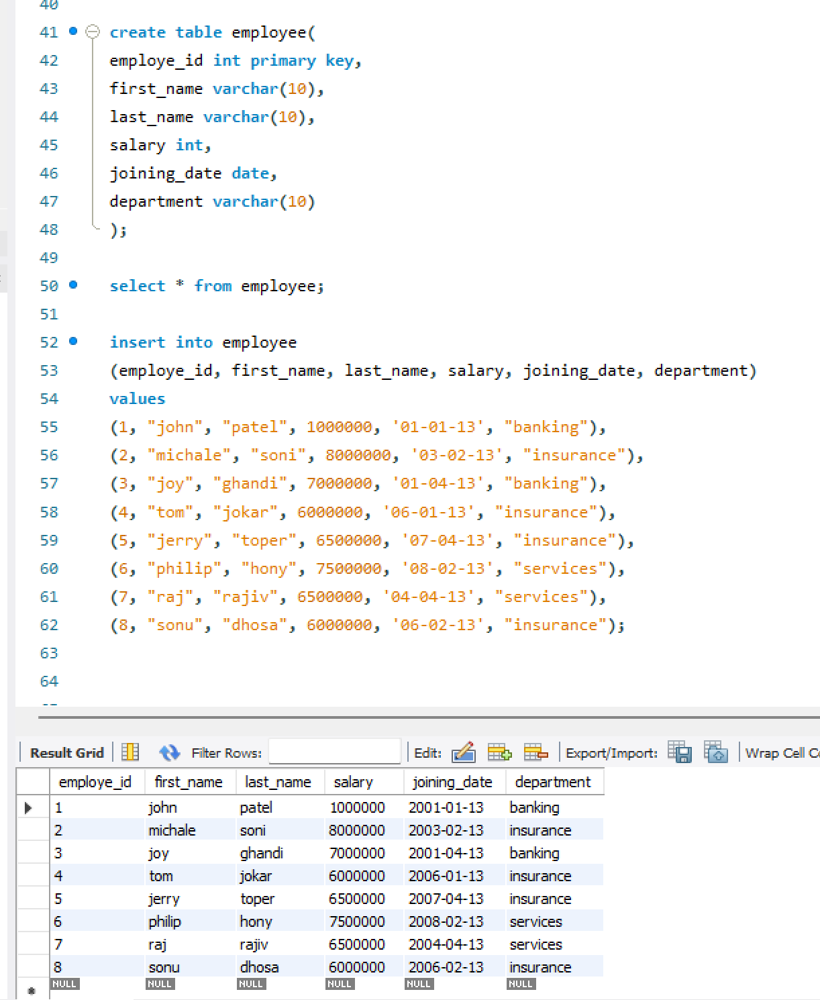 40
41 create table employee(
42 employe_id int primary key,
43 first_name varchar(10),
44 last_name varchar(10),
45 salary int,
46 joining_date date,
47 department varchar(10)
48 );
49
50 select * from employee;
51
52 insert into employee
53 (employe_id, first_name, last_name, salary, joining_date, department)
54 values
55 (1, "john", "patel", 1000000, '01-01-13', "banking"),
56 (2, "michale", "soni", 8000000, '03-02-13', "insurance"),
57 (3, "joy", "ghandi", 7000000, '01-04-13', "banking"),
58 (4, "tom", "jokar", 6000000, '06-01-13', "insurance"),
59 (5, "jerry", "toper", 6500000, '07-04-13', "insurance"),
60 (6, "philip", "hony", 7500000, '08-02-13', "services"),
61 (7, "raj", "rajiv", 6500000, '04-04-13', "services"),
62 (8, "sonu", "dhosa", 6000000, '06-02-13', "insurance");
63
64
Result Grid Filter Rows: Edit: Export/Import: Wrap Cell
employe_id first_name last_name salary joining_date department
1 john patel 1000000 2001-01-13 banking
2 michale soni 8000000 2003-02-13 insurance
3 joy ghandi 7000000 2001-04-13 banking
4 tom jokar 6000000 2006-01-13 insurance
5 jerry toper 6500000 2007-04-13 insurance
6 philip hony 7500000 2008-02-13 services
7 raj rajiv 6500000 2004-04-13 services
8 sonu dhosa 6000000 2006-02-13 insurance
NULL NULL NULL NULL NULL NULL